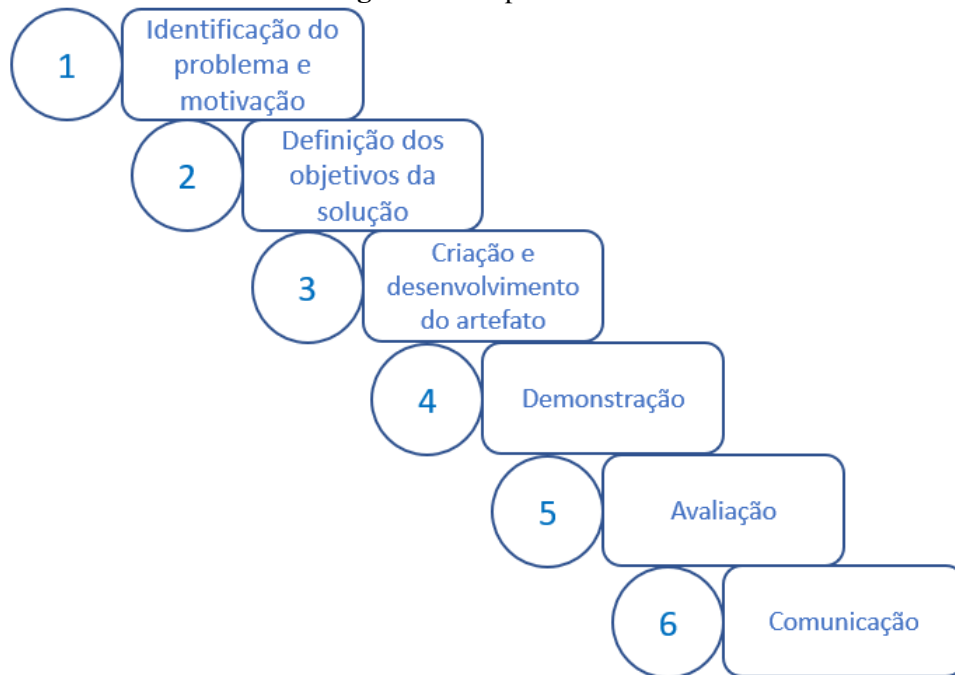 1
Identificação do
problema e
motivação
2
Definição dos
objetivos da
solução
3
Criação e
desenvolvimento
do artefato
4
Demonstração
5
Avaliação
6
Comunicação